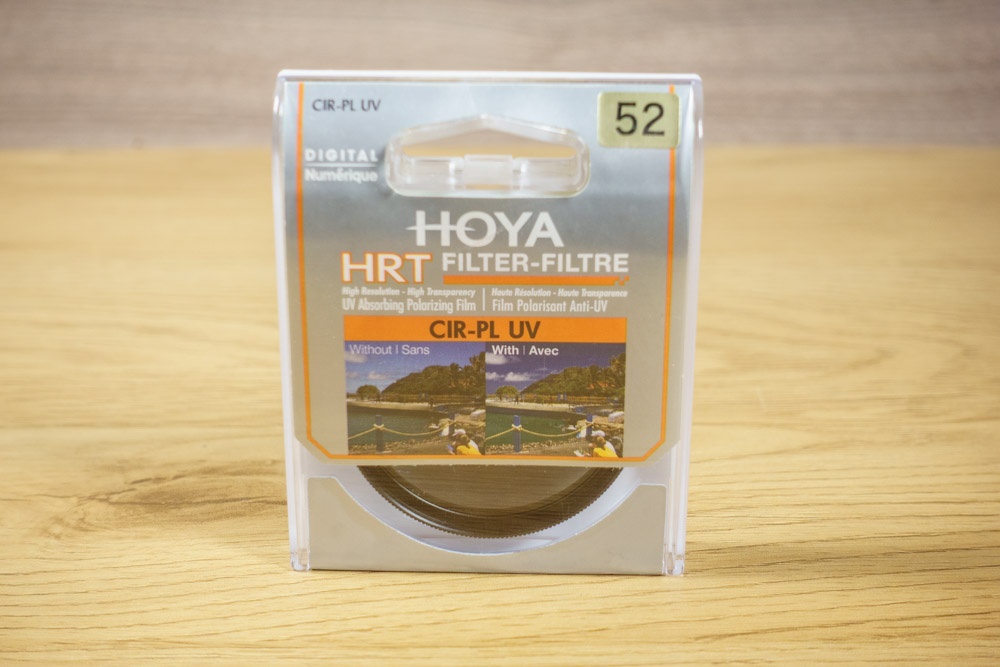 CIR-PL UV
52
DIGITAL
Numérique
HOYA
HRT FILTER-FILTRE
High Resolution - High Transparency | Haute Résolution - Haute Transparence
UV Absorbing Polarizing Film | Film Polarisant Anti-UV
CIR-PL UV
Without | Sans With | Avec